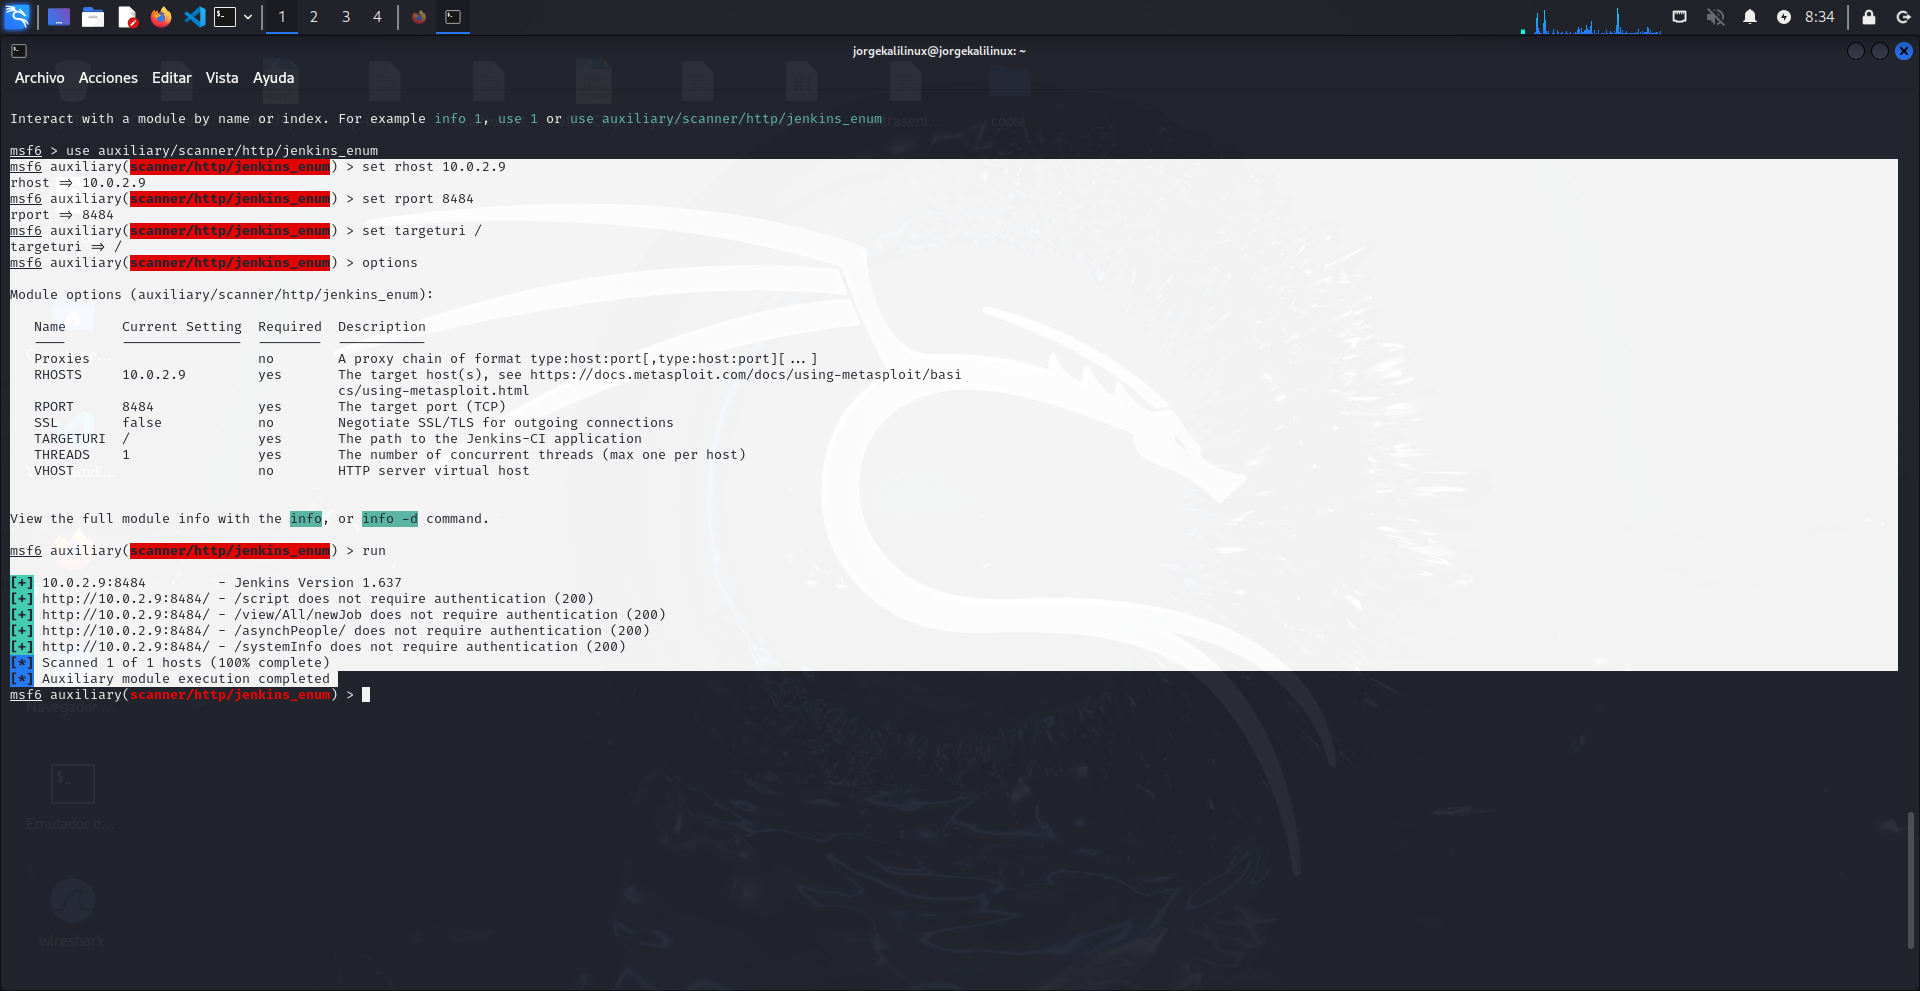 1 2 3 4 8:34
jorgekalilinux@jorgekalilinux: ~
Archivo Acciones Editar Vista Ayuda
Interact with a module by name or index. For example info 1, use 1 or use auxiliary/scanner/http/jenkins_enum
msf6 > use auxiliary/scanner/http/jenkins_enum
msf6 auxiliary(scanner/http/jenkins_enum) > set rhost 10.0.2.9
rhost => 10.0.2.9
msf6 auxiliary(scanner/http/jenkins_enum) > set rport 8484
rport => 8484
msf6 auxiliary(scanner/http/jenkins_enum) > set targeturi /
targeturi => /
msf6 auxiliary(scanner/http/jenkins_enum) > options
Module options (auxiliary/scanner/http/jenkins_enum):
Name Current Setting Required Description
---- --------------- -------- -----------
Proxies no A proxy chain of format type:host:port[,type:host:port][...]
RHOSTS 10.0.2.9 yes The target host(s), see https://docs.metasploit.com/docs/using-metasploit/basi
cs/using-metasploit.html
RPORT 8484 yes The target port (TCP)
SSL false no Negotiate SSL/TLS for outgoing connections
TARGETURI / yes The path to the Jenkins-CI application
THREADS 1 yes The number of concurrent threads (max one per host)
VHOST no HTTP server virtual host
View the full module info with the info, or info -d command.
msf6 auxiliary(scanner/http/jenkins_enum) > run
[+] 10.0.2.9:8484 - Jenkins Version 1.637
[+] http://10.0.2.9:8484/ - /script does not require authentication (200)
[+] http://10.0.2.9:8484/ - /view/All/newJob does not require authentication (200)
[+] http://10.0.2.9:8484/ - /asynchPeople/ does not require authentication (200)
[+] http://10.0.2.9:8484/ - /systemInfo does not require authentication (200)
[*] Scanned 1 of 1 hosts (100% complete)
[*] Auxiliary module execution completed
msf6 auxiliary(scanner/http/jenkins_enum) >
copia
Navegador ...
Emulador d...
wireshark